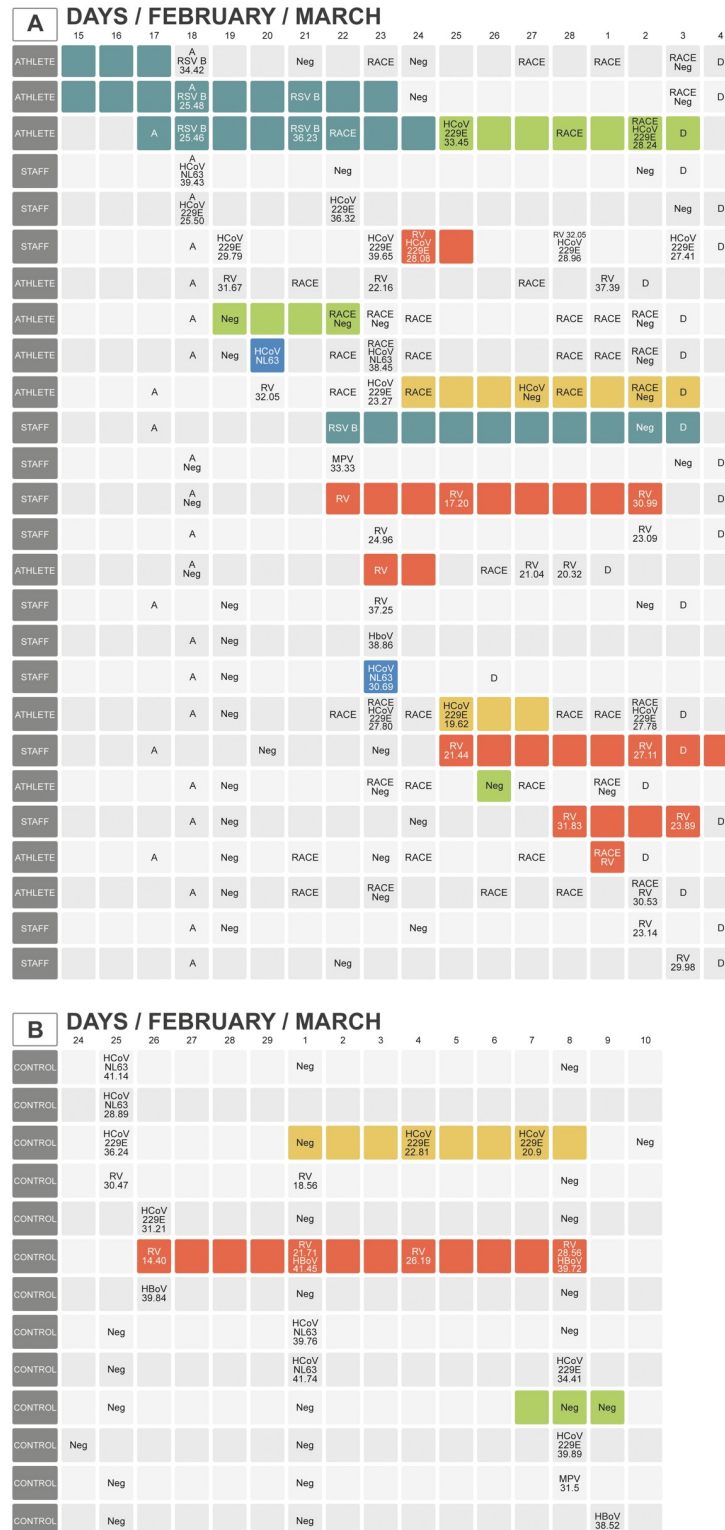 A DAYS / FEBRUARY / MARCH
15 16 17 18 19 20 21 22 23 24 25 26 27 28 1 2 3 4
ATHLETE A RSV B 34.42 Neg RACE Neg RACE RACE RACE Neg D
ATHLETE A RSV B 25.48 RSV B Neg RACE Neg D
ATHLETE A RSV B 25.46 RSV B 36.23 RACE HCoV 229E 33.45 RACE RACE HCoV 229E 28.24 D
STAFF A HCoV NL63 39.43 Neg Neg D
STAFF A HCoV 229E 25.50 HCoV 229E 36.32 Neg D
STAFF A HCoV 229E 29.79 HCoV 229E 39.65 RV HCoV 229E 28.08 RV 32.05 HCoV 229E 28.96 HCoV 229E 27.41 D
ATHLETE A RV 31.67 RACE RV 22.16 RACE RV 37.39 D
ATHLETE A Neg RACE Neg RACE Neg RACE RACE RACE RACE Neg D
ATHLETE A Neg HCoV NL63 RACE RACE HCoV NL63 38.45 RACE RACE RACE RACE Neg D
ATHLETE A RV 32.05 RACE HCoV 229E 23.27 RACE HCoV Neg RACE RACE Neg D
STAFF A RSV B Neg D
STAFF A Neg MPV 33.33 Neg D
STAFF A Neg RV RV 17.20 RV 30.99 D
STAFF A RV 24.96 RV 23.09 D
ATHLETE A Neg RV RACE RV 21.04 RV 20.32 D
STAFF A Neg RV 37.25 Neg D
STAFF A Neg HboV 38.86
STAFF A Neg HCoV NL63 30.69 D
ATHLETE A Neg RACE RACE HCoV 229E 27.80 RACE HCoV 229E 19.62 RACE RACE RACE HCoV 229E 27.78 D
STAFF A Neg Neg RV 21.44 RV 27.11 D
ATHLETE A Neg RACE Neg RACE Neg RACE RACE Neg D
STAFF A Neg Neg RV 31.83 RV 23.89 D
ATHLETE A Neg RACE Neg RACE RACE RACE RV D
ATHLETE A Neg RACE RACE Neg RACE RACE RACE RV 30.53 D
STAFF A Neg Neg RV 23.14 D
STAFF A Neg RV 29.98 D
B DAYS / FEBRUARY / MARCH
24 25 26 27 28 29 1 2 3 4 5 6 7 8 9 10
CONTROL HCoV NL63 41.14 Neg Neg
CONTROL HCoV NL63 28.89
CONTROL HCoV 229E 36.24 Neg HCoV 229E 22.81 HCoV 229E 20.9 Neg
CONTROL RV 30.47 RV 18.56 Neg
CONTROL HCoV 229E 31.21 Neg Neg
CONTROL RV 14.40 RV 21.71 HBoV 41.45 RV 26.19 RV 28.56 HBoV 39.72
CONTROL HBoV 39.84 Neg Neg
CONTROL Neg HCoV NL63 39.76 Neg
CONTROL Neg HCoV NL63 41.74 HCoV 229E 34.41
CONTROL Neg Neg Neg Neg
CONTROL Neg Neg HCoV 229E 39.89
CONTROL Neg Neg MPV 31.5
CONTROL Neg Neg HBoV 38.52